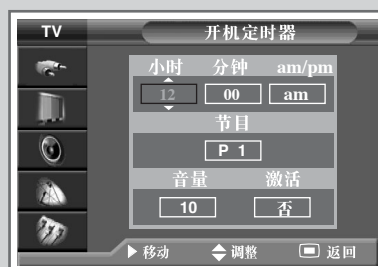 TV 开机定时器
小时 分钟 am/pm
12 00 am
节目
P 1
音量 激活
10 否
移动 调整 返回